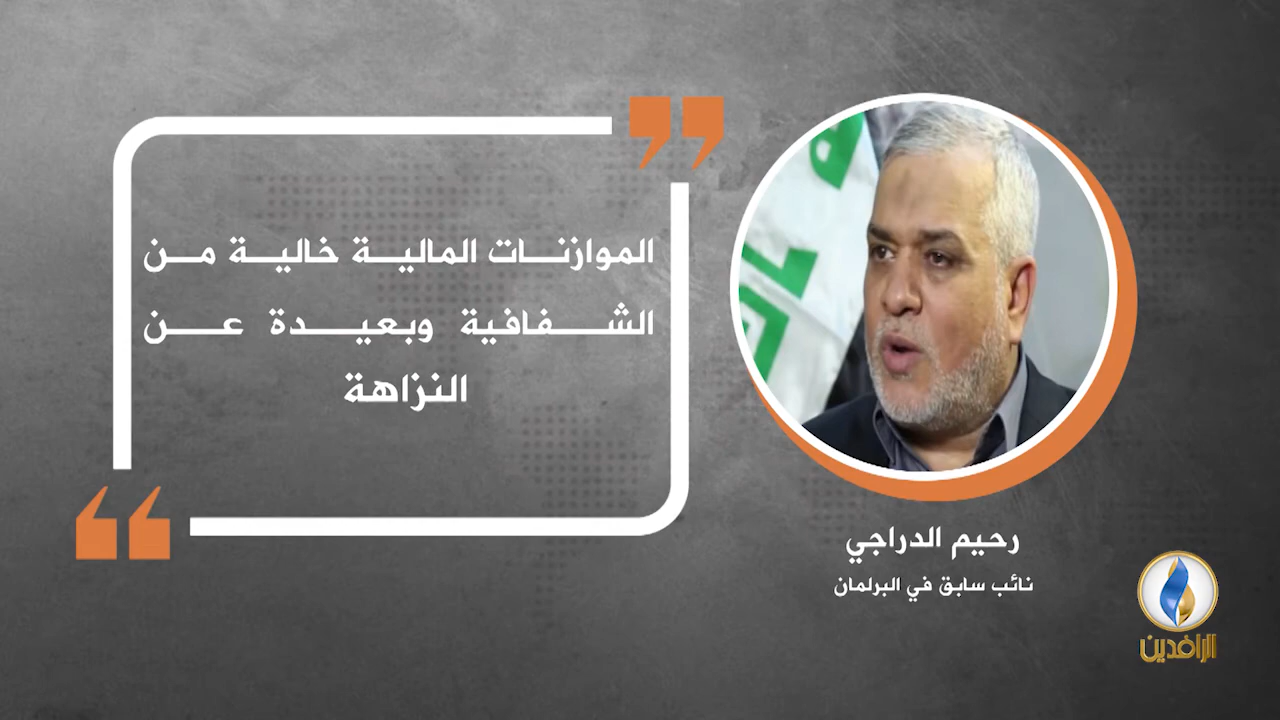 الموازنات المالية خالية من
الشفافية وبعيدة عن
النزاهة
رحيم الدراجي
نائب سابق في البرلمان
الرافدين